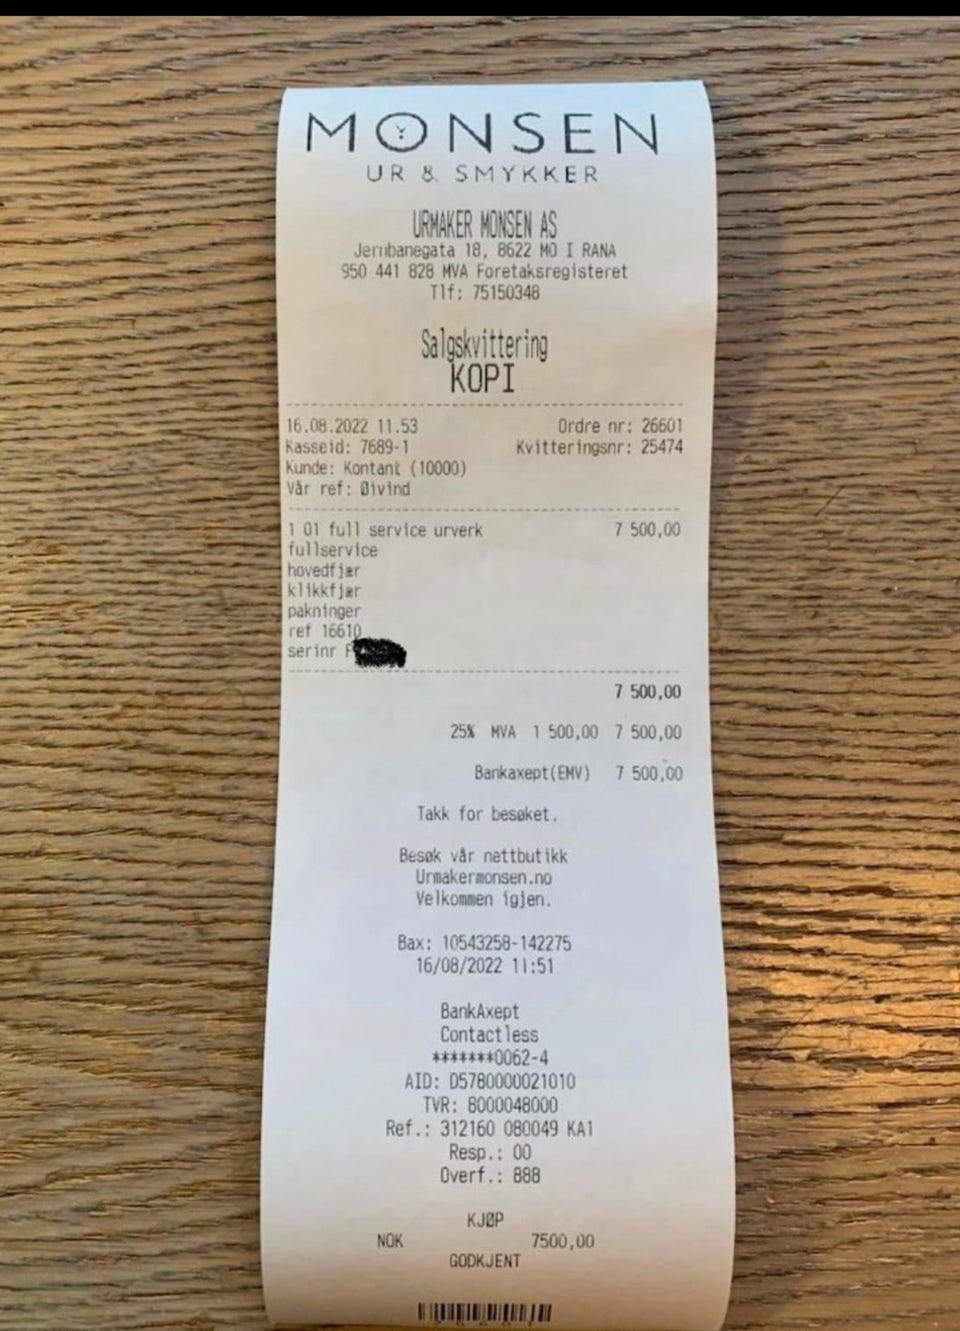 MONSEN
UR & SMYKKER
URMAKER MONSEN AS
Jernbanegata 18, 8622 MO I RANA
950 441 828 MVA Foretaksregisteret
Tlf: 75150348
Salgskvittering
KOPI
16.08.2022 11.53 Ordre nr: 26601
Kasseid: 7689-1 Kvitteringsnr: 25474
Kunde: Kontant (10000)
Vår ref: Øivind
1 01 full service urverk 7 500,00
fullservice
hovedfjær
klikkfjær
pakninger
ref 16610
serinr F
7 500,00
25% MVA 1 500,00 7 500,00
Bankaxept(EMV) 7 500,00
Takk for besøket.
Besøk vår nettbutikk
Urmakermonsen.no
Velkommen igjen.
Bax: 10543258-142275
16/08/2022 11:51
BankAxept
Contactless
*******0062-4
AID: D5780000021010
TVR: 8000048000
Ref.: 312160 080049 KA1
Resp.: 00
Overf.: 888
KJØP
NOK 7500,00
GODKJENT